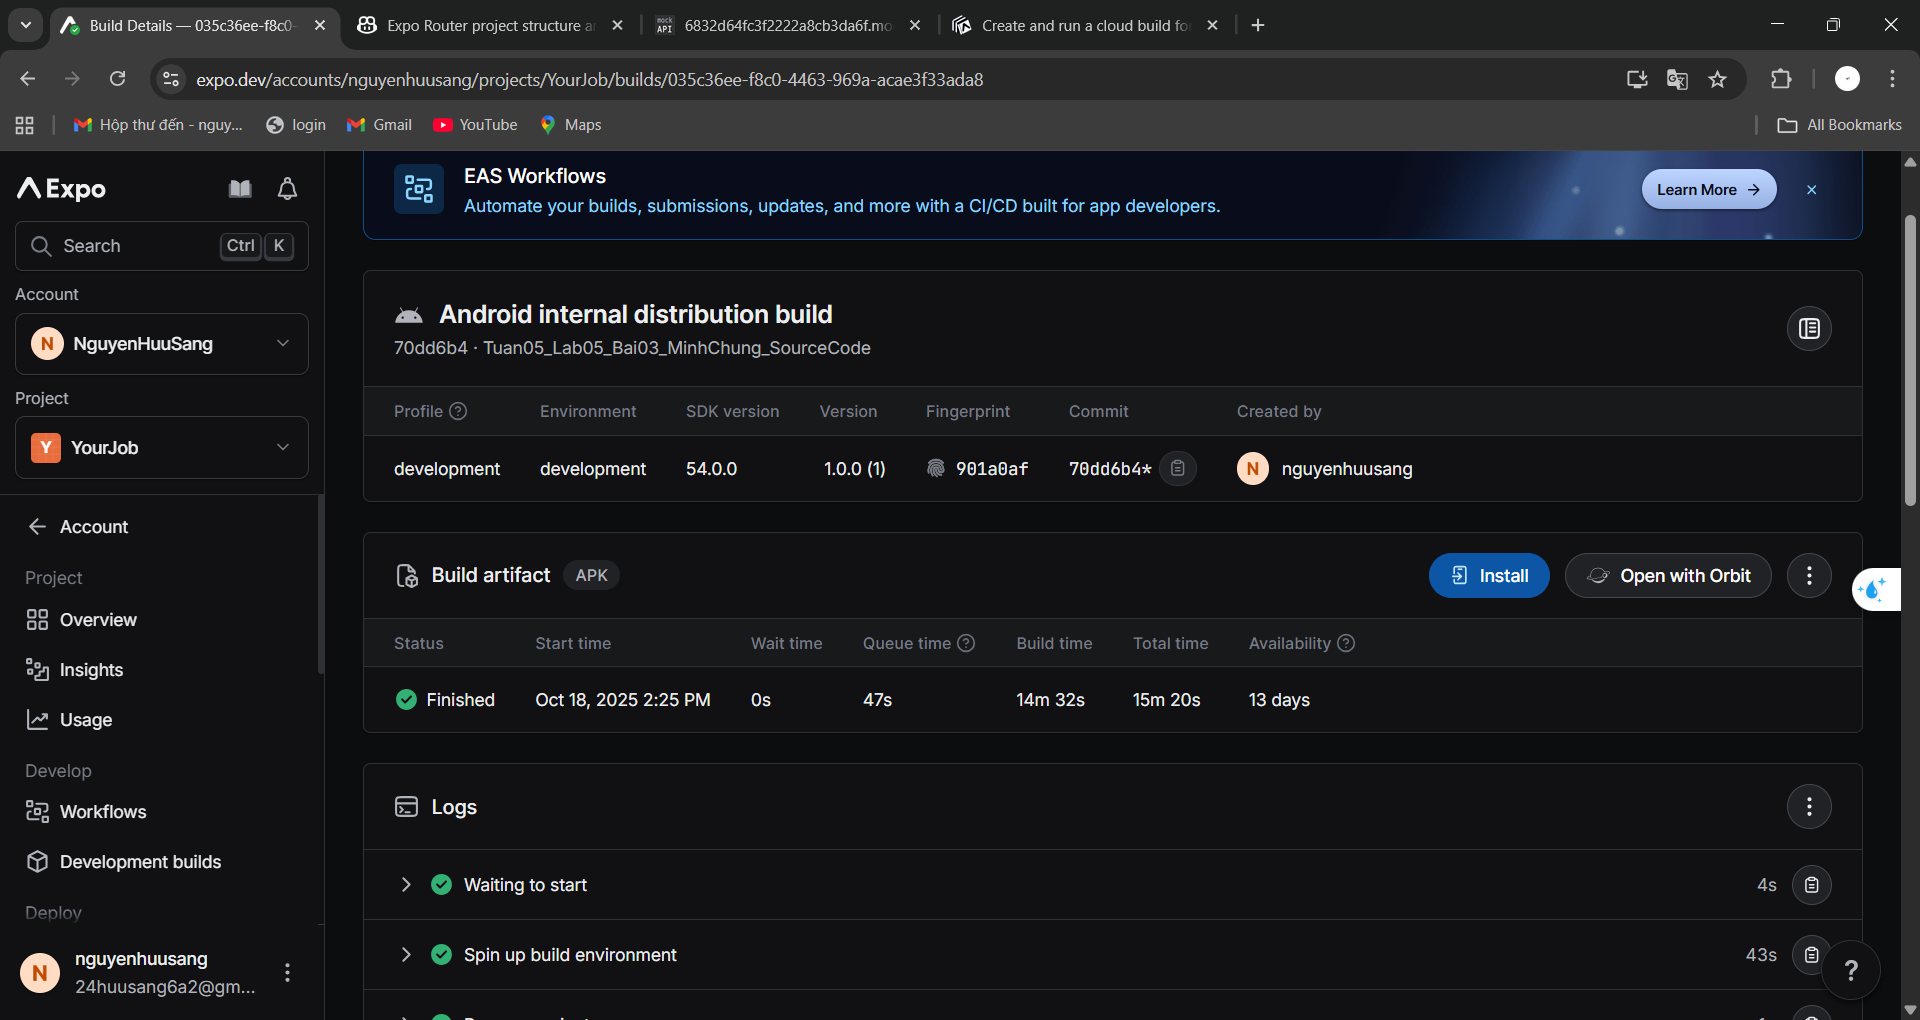 Build Details — 035c36ee-f8c0-
Expo Router project structure a
mock API
6832d64fc3f2222a8cb3da6f.mo
Create and run a cloud build fo
expo.dev/accounts/nguyenhuusang/projects/YourJob/builds/035c36ee-f8c0-4463-969a-acae3f33ada8
Hộp thư đến - nguy...
login
Gmail
YouTube
Maps
All Bookmarks
Expo
Search
Ctrl K
Account
N NguyenHuuSang
Project
Y YourJob
Account
Project
Overview
Insights
Usage
Develop
Workflows
Development builds
Deploy
N
nguyenhuusang
24huusang6a2@gm...
EAS Workflows
Automate your builds, submissions, updates, and more with a CI/CD built for app developers.
Learn More
Android internal distribution build
70dd6b4 · Tuan05_Lab05_Bai03_MinhChung_SourceCode
Profile Environment SDK version Version Fingerprint Commit Created by
development development 54.0.0 1.0.0 (1) 901a0af 70dd6b4* N nguyenhuusang
Build artifact APK
Install
Open with Orbit
Status Start time Wait time Queue time Build time Total time Availability
Finished Oct 18, 2025 2:25 PM 0s 47s 14m 32s 15m 20s 13 days
Logs
Waiting to start 4s
Spin up build environment 43s
?